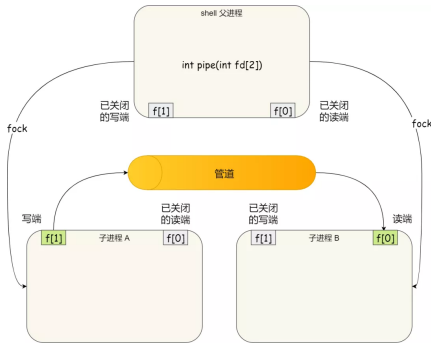 shell 父进程
int pipe(int fd[2])
已关闭
的写端
f[1]
f[0]
已关闭
的读端
fock
fock
管道
写端
f[1]
已关闭
的读端
f[0]
子进程 A
已关闭
的写端
f[1]
子进程 B
f[0]
读端